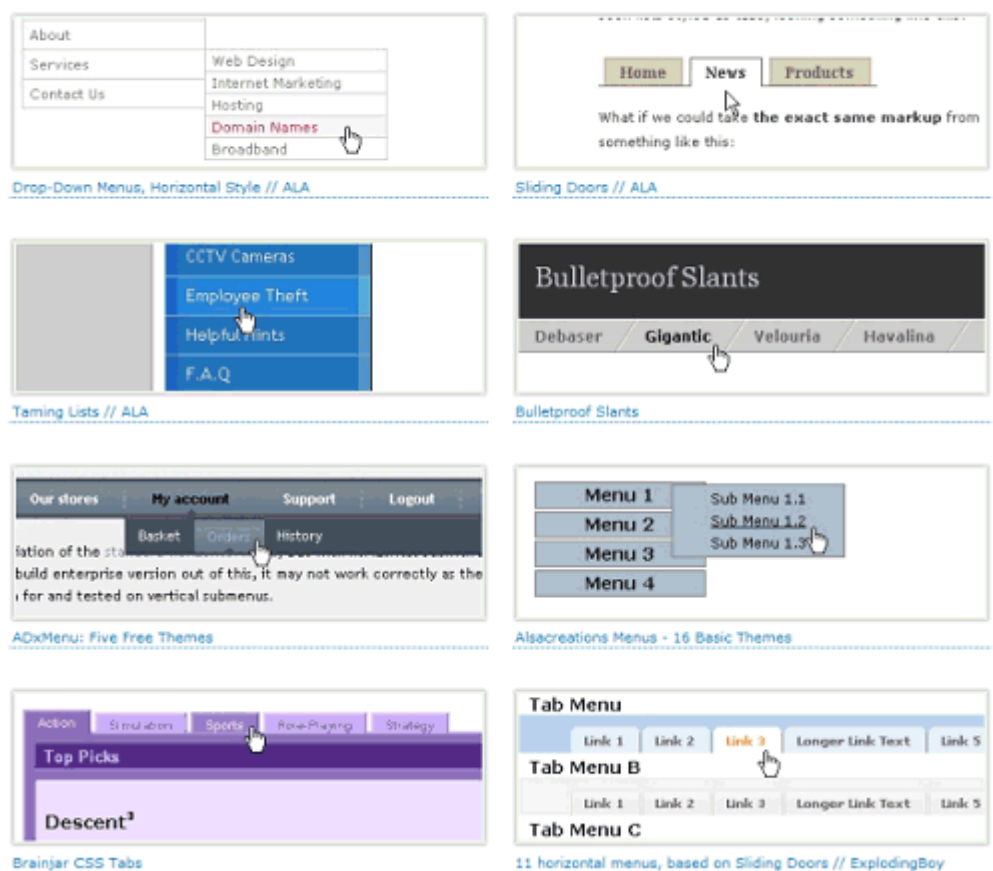 About
Services
Contact Us
Web Design
Internet Marketing
Hosting
Domain Names
Broadband
Drop-Down Menus, Horizontal Style // ALA
Home News Products
What if we could take the exact same markup from
something like this:
Sliding Doors // ALA
CCTV Cameras
Employee Theft
Helpful Hints
F.A.Q
Taming Lists // ALA
Bulletproof Slants
Debaser Gigantic Velouria Havalina
Bulletproof Slants
Our stores My account Support Logout
Basket Orders History
iation of the
build enterprise version out of this, it may not work correctly as the
for and tested on vertical submenus.
ADxMenu: Five Free Themes
Menu 1
Menu 2
Menu 3
Menu 4
Sub Menu 1.1
Sub Menu 1.2
Sub Menu 1.3
Alsacreations Menus - 16 Basic Themes
Action Simulation Sports Role-Playing Strategy
Top Picks
Descent³
Brainjar CSS Tabs
Tab Menu
Link 1 Link 2 Link 3 Longer Link Text Link 5
Tab Menu B
Link 1 Link 2 Link 3 Longer Link Text Link 5
Tab Menu C
11 horizontal menus, based on Sliding Doors // ExplodingBoy